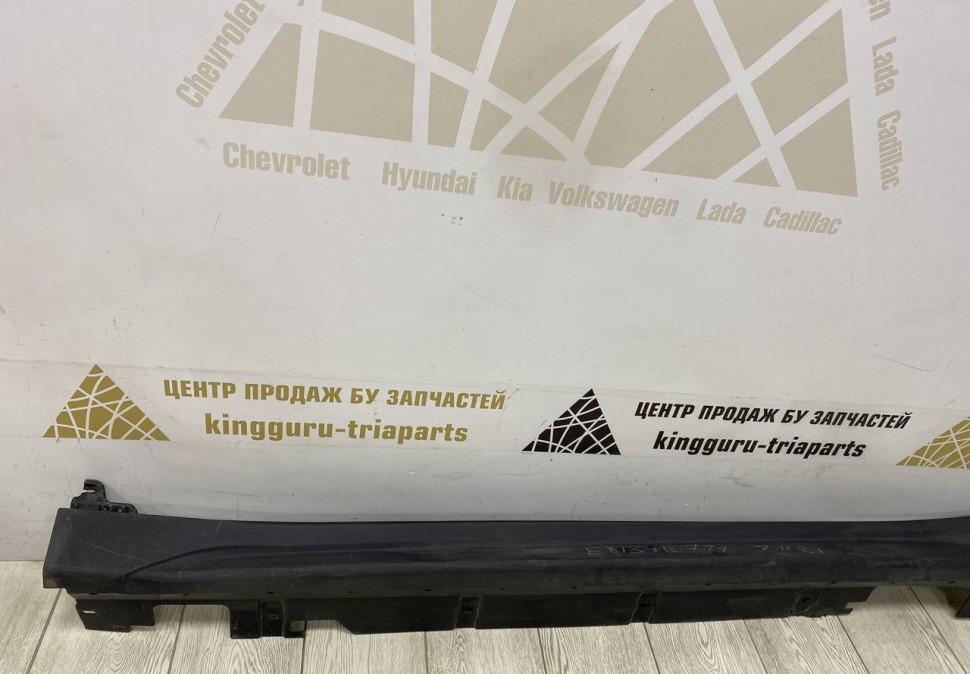 Chevrolet
en Lada Cadillac
Chevrolet Hyundai Kia Volkswagen Lada Cadillac
ЦЕНТР ПРОДАЖ БУ ЗАПЧАСТЕЙ
kingguru-triaparts
ЦЕНТР ПРОДАЖ БУ ЗАПЧАСТЕЙ
kingguru-triaparts